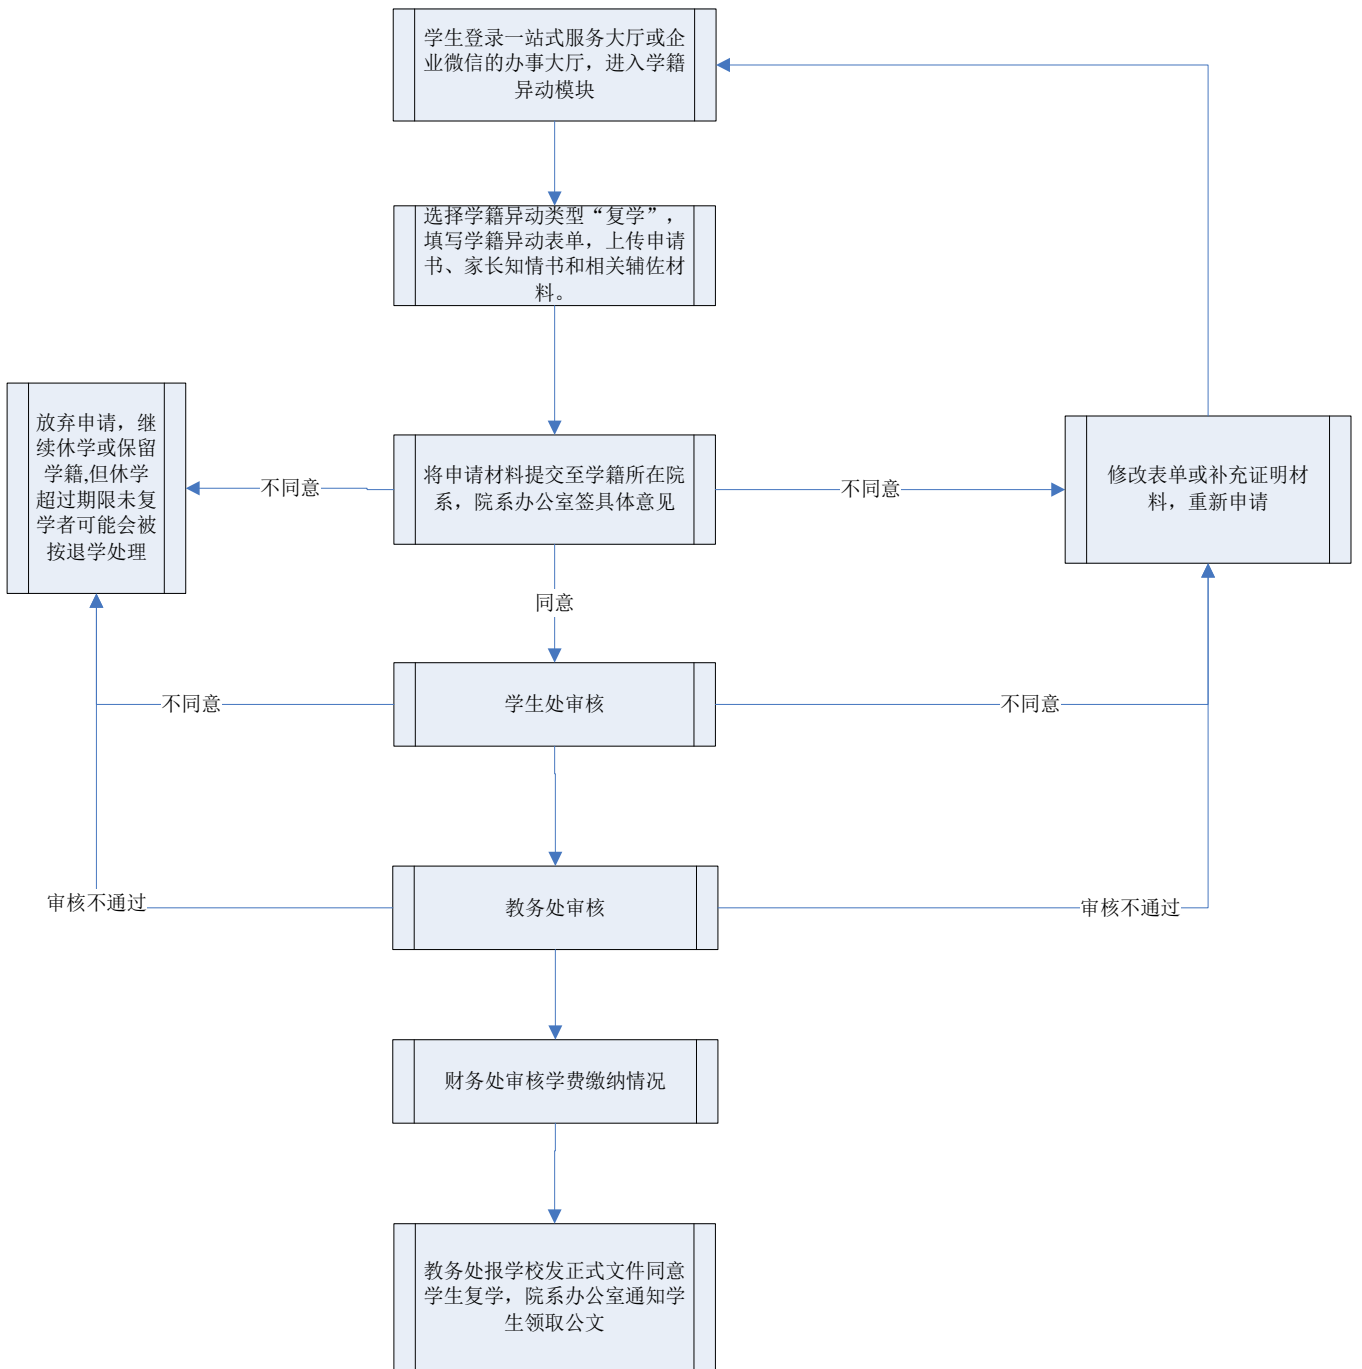 学生登录一站式服务大厅或企
业微信的办事大厅，进入学籍
异动模块
选择学籍异动类型“复学”，
填写学籍异动表单，上传申请
书、家长知情书和相关辅佐材
料。
放弃申请，继
续休学或保留
学籍,但休学
超过期限未复
学者可能会被
按退学处理
不同意
将申请材料提交至学籍所在院
系，院系办公室签具体意见
不同意
修改表单或补充证明材
料，重新申请
同意
不同意
学生处审核
不同意
审核不通过
教务处审核
审核不通过
财务处审核学费缴纳情况
教务处报学校发正式文件同意
学生复学，院系办公室通知学
生领取公文